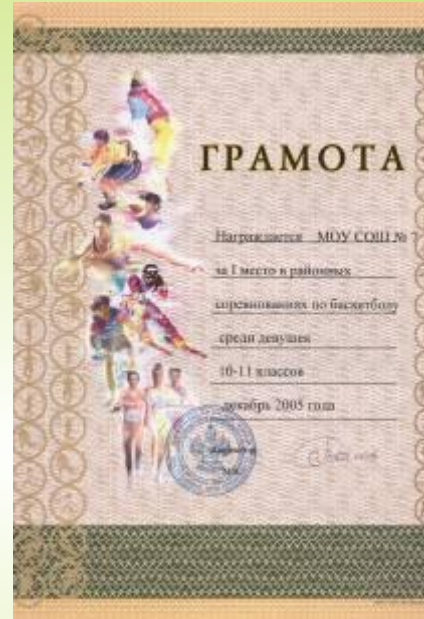 ГРАМОТА
Награждается МОУ СОШ № 7
за I место в районных
соревнованиях по баскетболу
среди девушек
10-11 классов
декабрь 2005 года